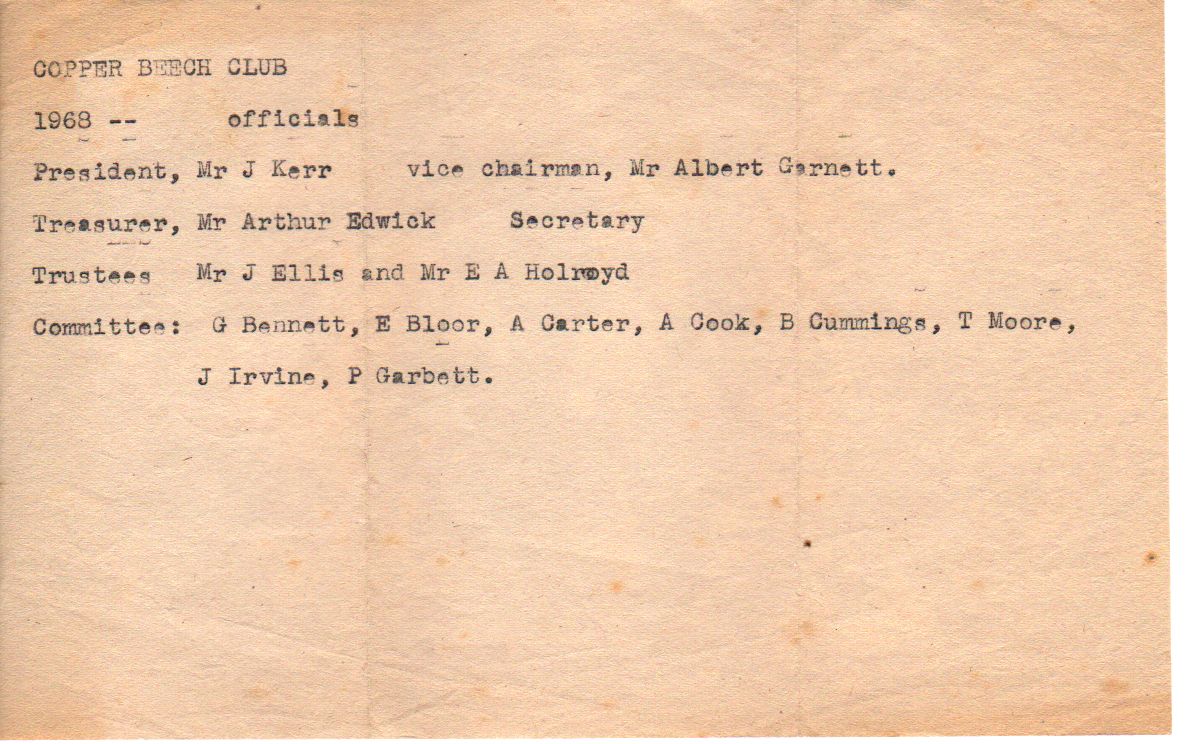 COPPER BEECH CLUB
1968 -- officials
President, Mr J Kerr vice chairman, Mr Albert Garnett.
Treasurer, Mr Arthur Edwick Secretary
Trustees Mr J Ellis and Mr E A Holroyd
Committee: G Bennett, E Bloor, A Carter, A Cook, B Cummings, T Moore,
J Irvine, P Garbett.